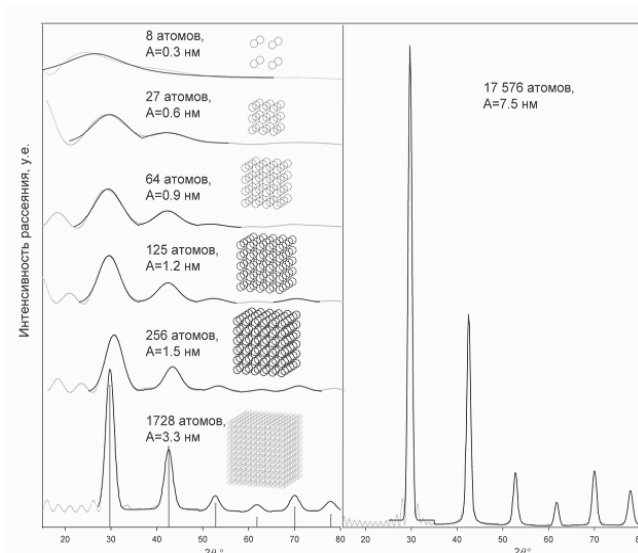 Интенсивность рассеяния, у.е.
8 атомов,
A=0.3 нм
27 атомов,
A=0.6 нм
64 атомов,
A=0.9 нм
125 атомов,
A=1.2 нм
256 атомов,
A=1.5 нм
1728 атомов,
A=3.3 нм
20 30 40 50 60 70 80
2θ°
17 576 атомов,
A=7.5 нм
20 30 40 50 60 70
2θ°